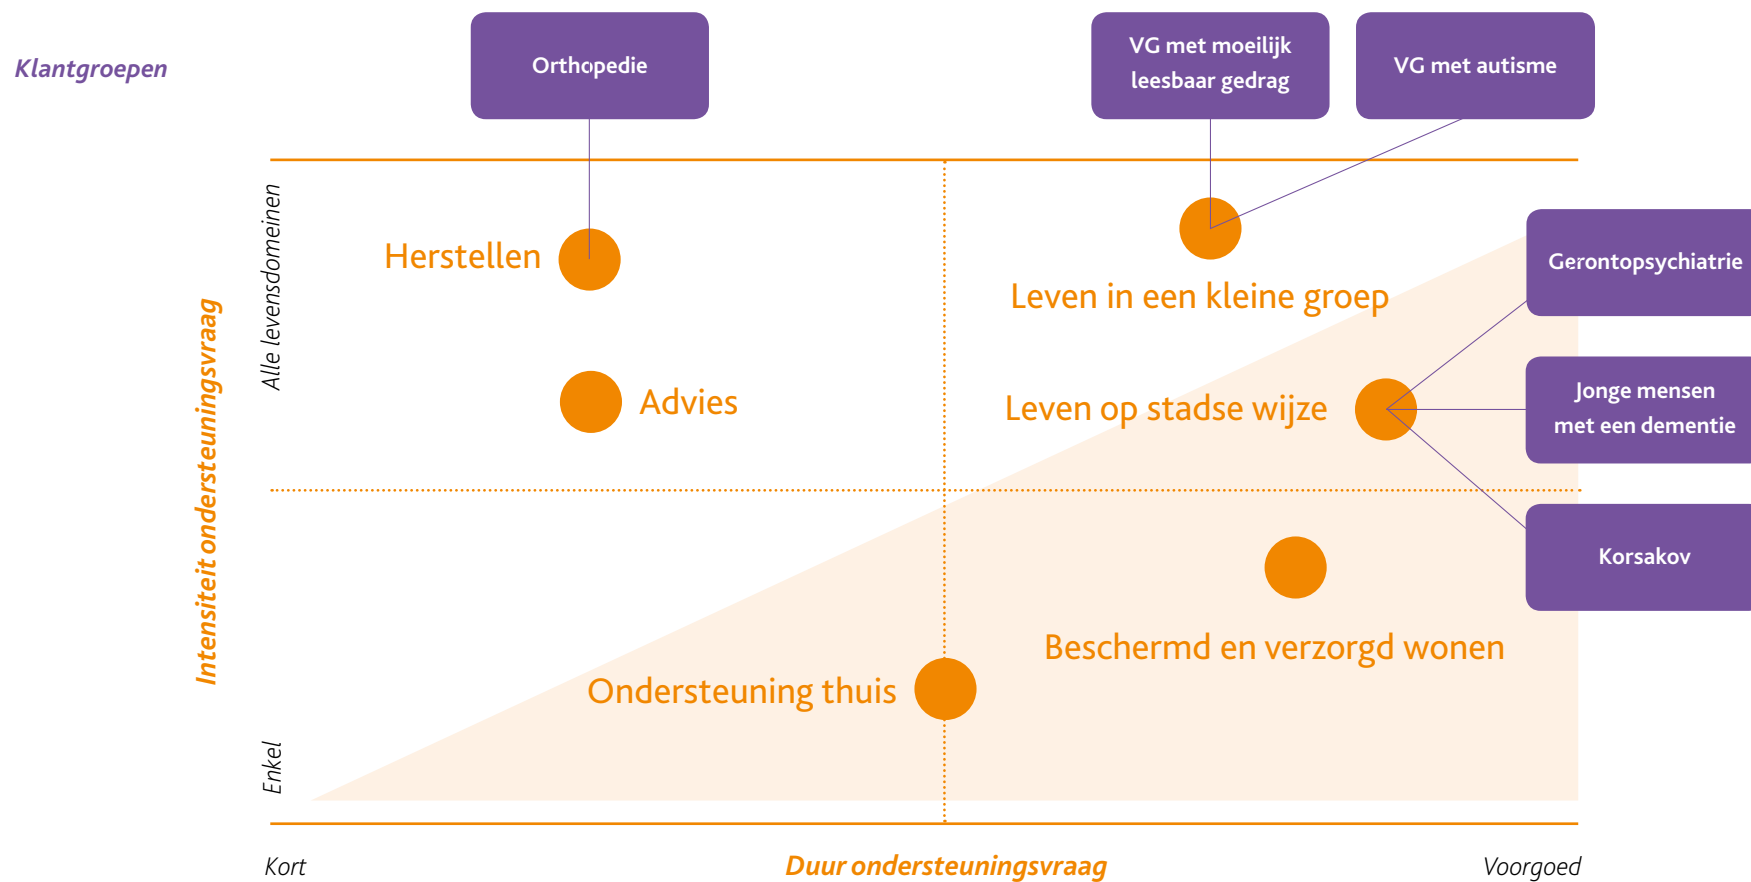 Klantgroepen
Orthopedie
VG met moeilijk
leesbaar gedrag
VG met autisme
Intensiteit ondersteuningsvraag
Alle levensdomeinen
Enkel
Herstellen
Advies
Leven in een kleine groep
Leven op stadse wijze
Gerontopsychiatrie
Jonge mensen
met een dementie
Korsakov
Beschermd en verzorgd wonen
Ondersteuning thuis
Kort
Duur ondersteuningsvraag
Voorgoed